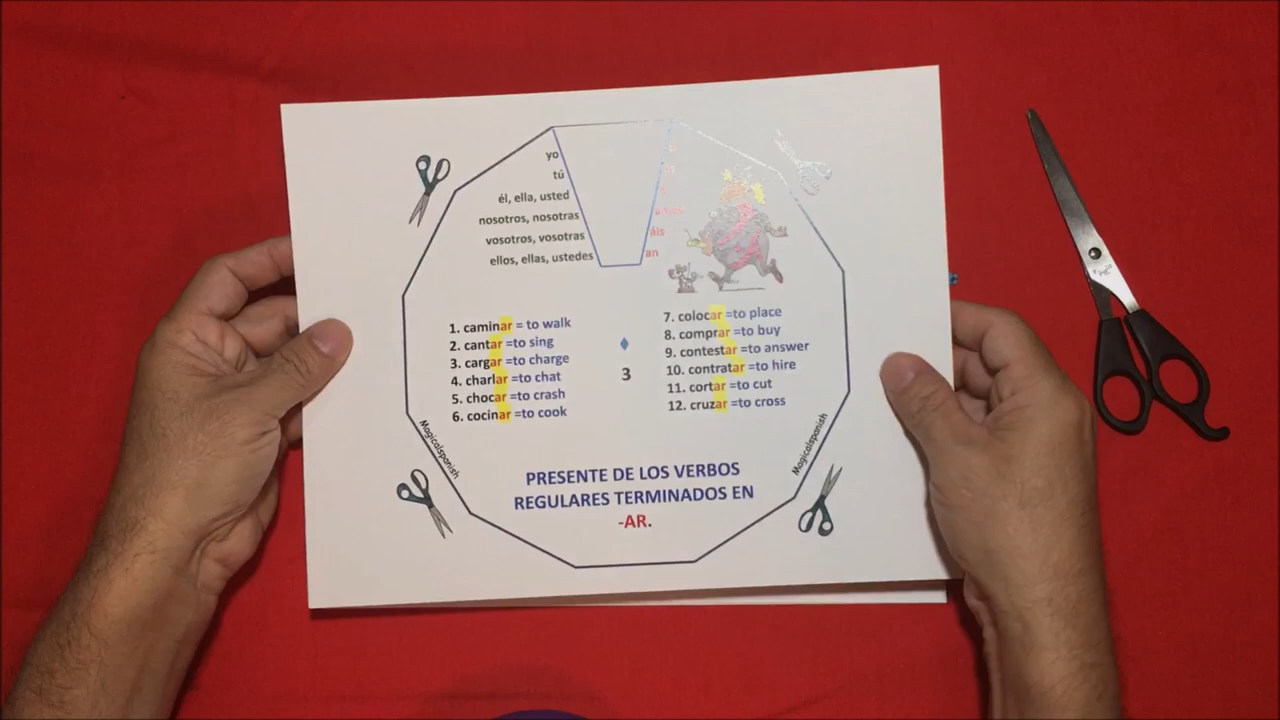 yo
tú
él, ella, usted
nosotros, nosotras
vosotros, vosotras
ellos, ellas, ustedes
amos
áis
an
1. caminar = to walk
2. cantar =to sing
3. cargar =to charge
4. charlar =to chat
5. chocar =to crash
6. cocinar =to cook
3
7. colocar =to place
8. comprar =to buy
9. contestar =to answer
10. contratar =to hire
11. cortar =to cut
12. cruzar =to cross
Magicalspanish
Magicalspanish
PRESENTE DE LOS VERBOS
REGULARES TERMINADOS EN
-AR.